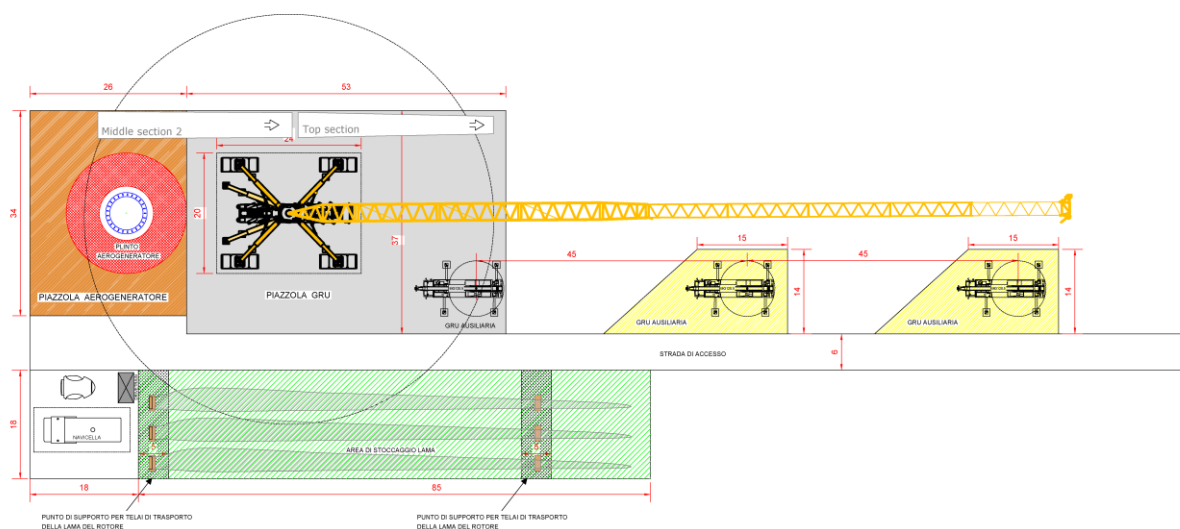 26
53
Middle section 2
Top section
24
34
20
37
45
15
45
15
14
14
PLINTO
AEROGENERATORE
PIAZZOLA AEROGENERATORE
PIAZZOLA GRU
GRU AUSILIARIA
GRU AUSILIARIA
GRU AUSILIARIA
STRADA DI ACCESSO
6
18
NAVICELLA
AREA DI STOCCAGGIO LAMA
18
85
PUNTO DI SUPPORTO PER TELAI DI TRASPORTO
DELLA LAMA DEL ROTORE
PUNTO DI SUPPORTO PER TELAI DI TRASPORTO
DELLA LAMA DEL ROTORE